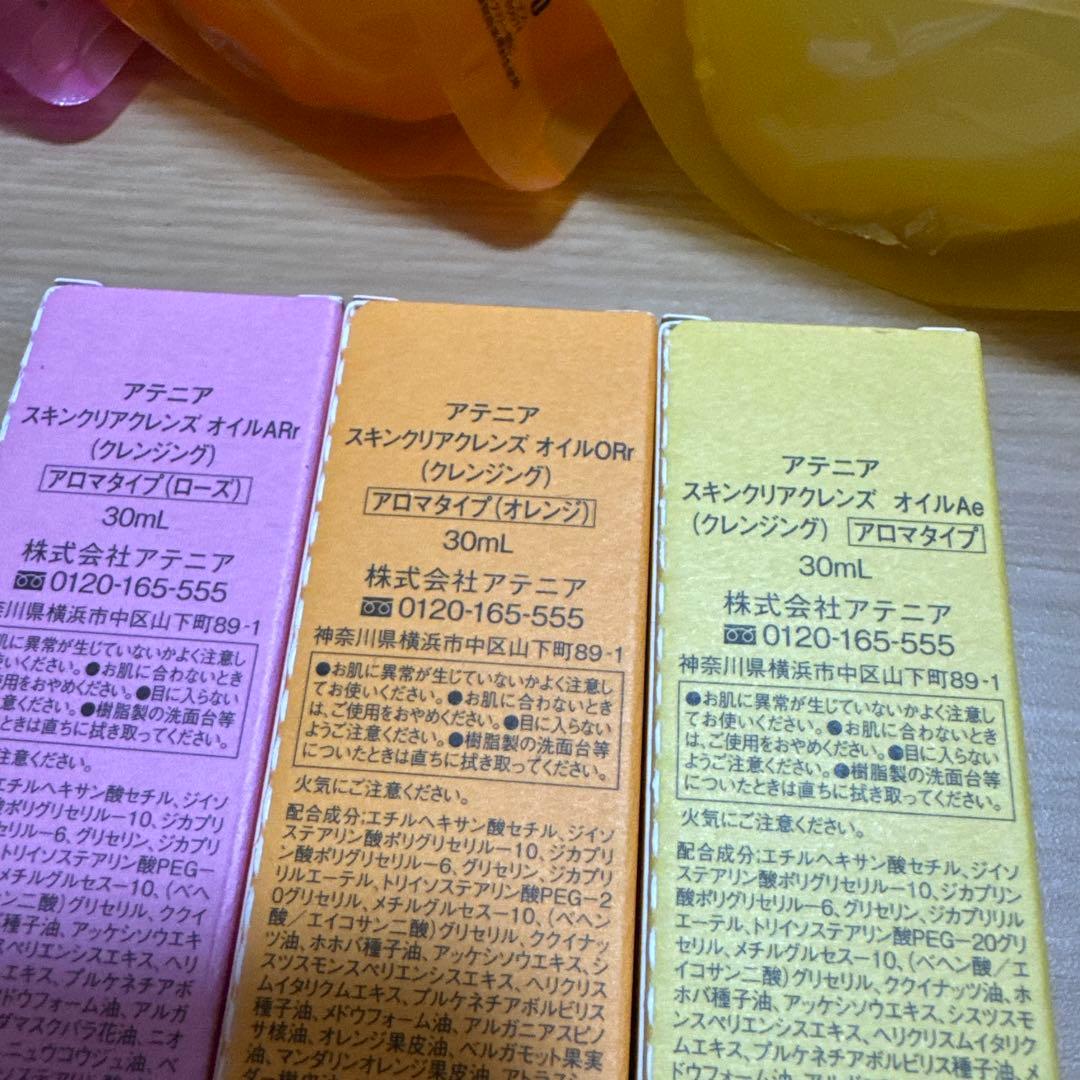 アテニア
スキンクリアクレンズ オイルARr
(クレンジング)
アロマタイプ(ローズ)
30mL
株式会社アテニア
0120-165-555
奈川県横浜市中区山下町89-1
肌に異常が生じていないかよく注意し
いください。●お肌に合わないとき
使用をおやめください。●目に入らない
意ください。●樹脂製の洗面台等
ときは直ちに拭き取ってください。
注意ください。
エチルヘキサン酸セチル、ジイソ
酸ポリグリセリル-10、ジカプリ
セリル-6、グリセリン、ジカプリ
トリイソステアリン酸PEG-
メチルグルセス-10、(ベヘ
ン二酸)グリセリル、ククイ
種子油、アッケシソウエキ
スペリエンシスエキス、ヘリ
エキス、プルケネチアボ
ドウフォーム油、アルガ
ザマスクバラ花油、ニオ
ニュウコウジュ油、ベ
アテニア
スキンクリアクレンズ オイルORr
(クレンジング)
アロマタイプ(オレンジ)
30mL
株式会社アテニア
0120-165-555
神奈川県横浜市中区山下町89-1
●お肌に異常が生じていないかよく注意し
てお使いください。●お肌に合わないとき
は、ご使用をおやめください。●目に入らない
ようご注意ください。●樹脂製の洗面台等
についたときは直ちに拭き取ってください。
火気にご注意ください。
配合成分:エチルヘキサン酸セチル、ジイソ
ステアリン酸ポリグリセリル-10、ジカプリ
ン酸ポリグリセリル-6、グリセリン、ジカプリ
リルエーテル、トリイソステアリン酸PEG-2
0グリセリル、メチルグルセス-10、(ベヘン
酸/エイコサン二酸)グリセリル、ククイナッ
ツ油、ホホバ種子油、アッケシソウエキス、シ
スツスモンスペリエンシスエキス、ヘリクリス
ムイタリクムエキス、プルケネチアボルビリス
種子油、メドウフォーム油、アルガニアスピノ
サ核油、オレンジ果皮油、ベルガモット果実
油、マンダリンオレンジ果皮油、アトラスシー
アテニア
スキンクリアクレンズ オイルAe
(クレンジング) アロマタイプ
30mL
株式会社アテニア
0120-165-555
神奈川県横浜市中区山下町89-1
●お肌に異常が生じていないかよく注意し
てお使いください。●お肌に合わないとき
は、ご使用をおやめください。●目に入らない
ようご注意ください。●樹脂製の洗面台等
についたときは直ちに拭き取ってください。
火気にご注意ください。
配合成分:エチルヘキサン酸セチル、ジイソ
ステアリン酸ポリグリセリル-10、ジカプリン
酸ポリグリセリル-6、グリセリン、ジカプリリル
エーテル、トリイソステアリン酸PEG-20グリ
セリル、メチルグルセス-10、(ベヘン酸/エ
イコサン二酸)グリセリル、ククイナッツ油、ホ
ホバ種子油、アッケシソウエキス、シスツスモ
ンスペリエンシスエキス、ヘリクリスムイタリク
ムエキス、プルケネチアボルビリス種子油、メ